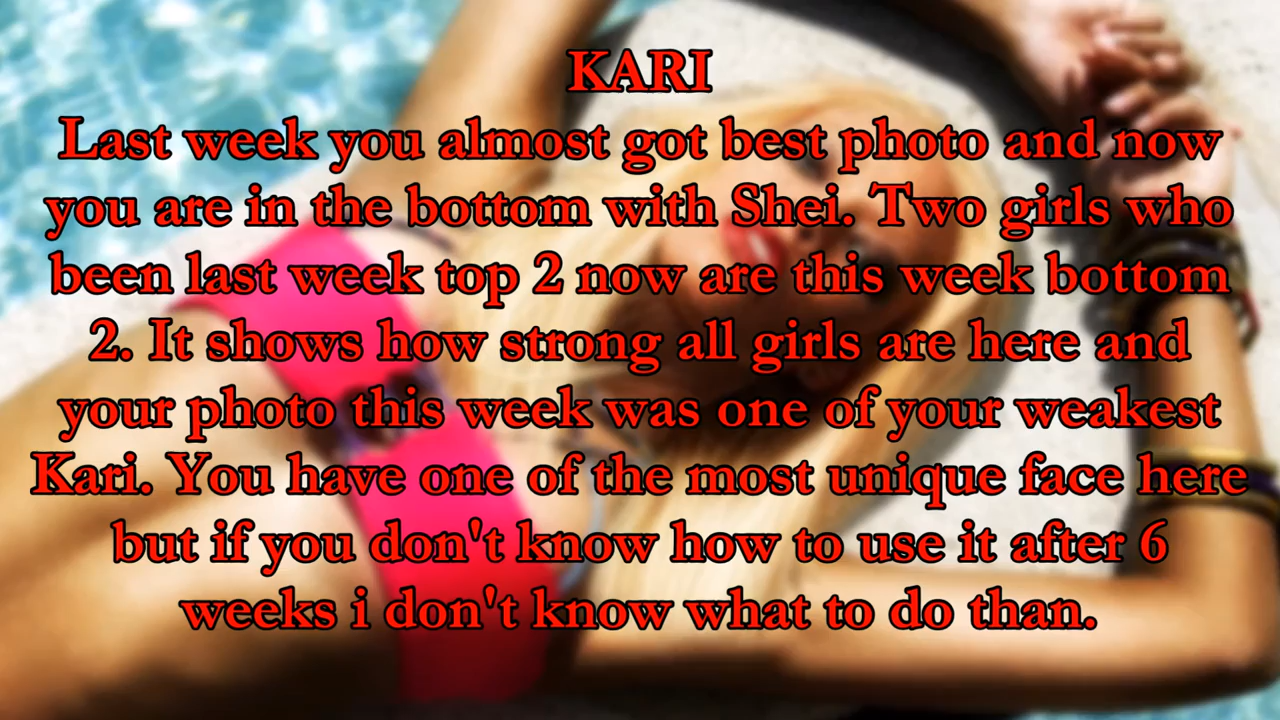 KARI
Last week you almost got best photo and now
you are in the bottom with Shei. Two girls who
been last week top 2 now are this week bottom
2. It shows how strong all girls are here and
your photo this week was one of your weakest
Kari. You have one of the most unique face here
but if you don't know how to use it after 6
weeks i don't know what to do than.